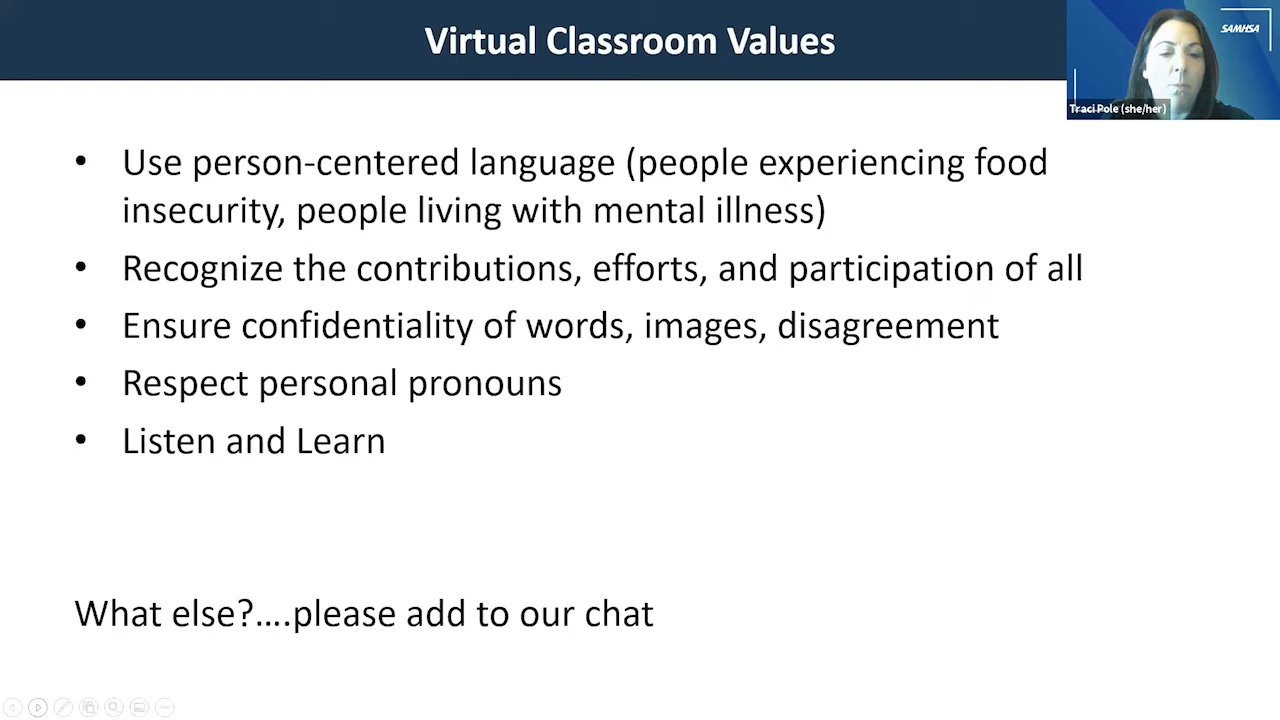 Virtual Classroom Values
SAMHSA
Traci Pole (she/her)
• Use person-centered language (people experiencing food
insecurity, people living with mental illness)
• Recognize the contributions, efforts, and participation of all
• Ensure confidentiality of words, images, disagreement
• Respect personal pronouns
• Listen and Learn
What else?....please add to our chat